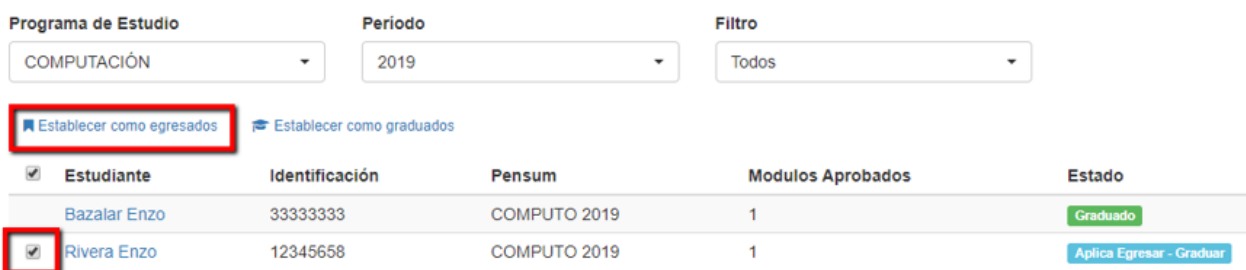 Programa de Estudio Período Filtro
COMPUTACIÓN 2019 Todos
Establecer como egresados Establecer como graduados
Estudiante Identificación Pensum Modulos Aprobados Estado
Bazalar Enzo 33333333 COMPUTO 2019 1 Graduado
Rivera Enzo 12345658 COMPUTO 2019 1 Aplica Egresar - Graduar